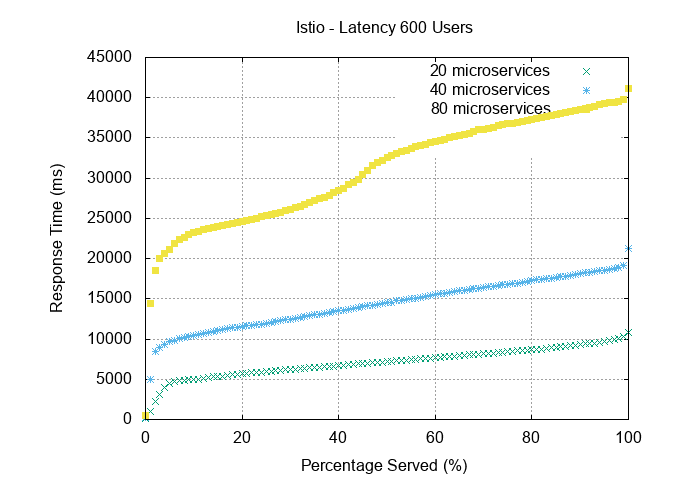 Istio - Latency 600 Users
45000
40000
35000
30000
25000
20000
15000
10000
5000
0
20 microservices
40 microservices
80 microservices
Response Time (ms)
0 20 40 60 80 100
Percentage Served (%)